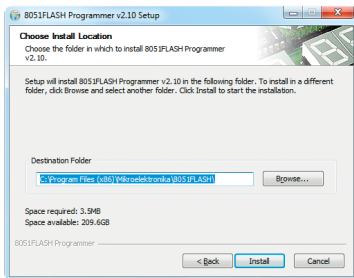 8051FLASH Programmer v2.10 Setup
Choose Install Location
Choose the folder in which to install 8051FLASH Programmer
v2.10.
Setup will install 8051FLASH Programmer v2.10 in the following folder. To install in a different
folder, click Browse and select another folder. Click Install to start the installation.
Destination Folder
C:\Program Files (x86)\Mikroelektronika\8051FLASH\
Browse...
Space required: 3.5MB
Space available: 209.6GB
8051FLASH Programmer
< Back
Install
Cancel